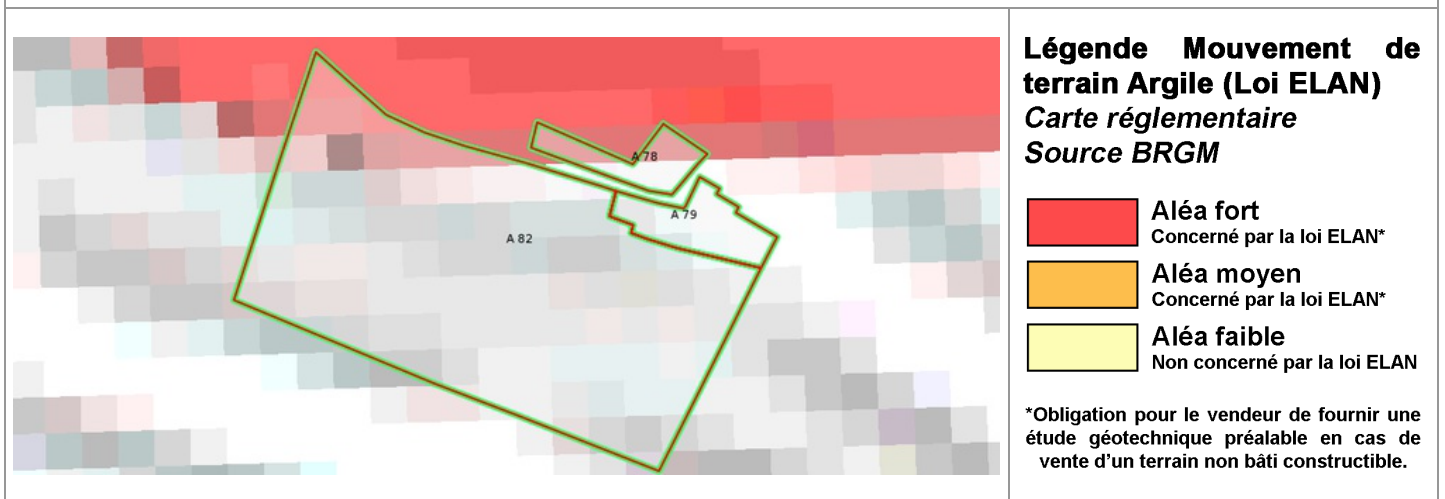 Légende Mouvement de
terrain Argile (Loi ELAN)
Carte réglementaire
Source BRGM
A 78
A 79
A 82
Aléa fort
Concerné par la loi ELAN*
Aléa moyen
Concerné par la loi ELAN*
Aléa faible
Non concerné par la loi ELAN
*Obligation pour le vendeur de fournir une
étude géotechnique préalable en cas de
vente d'un terrain non bâti constructible.